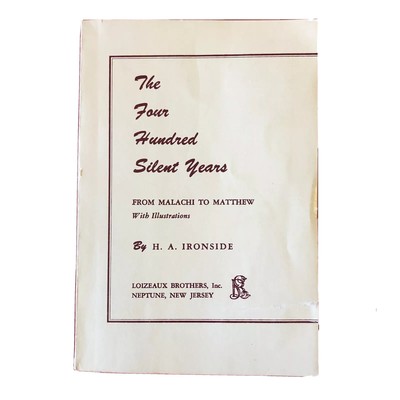 The
Four
Hundred
Silent Years
FROM MALACHI TO MATTHEW
With Illustrations
By H. A. IRONSIDE
LOIZEAUX BROTHERS, Inc.
NEPTUNE, NEW JERSEY